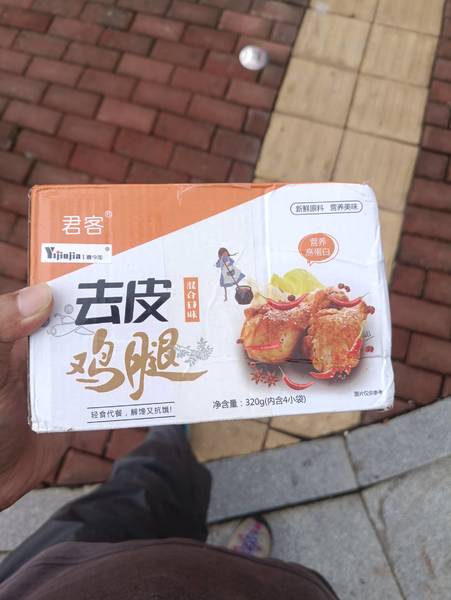 君客®
新鲜原料 营养美味
Yijiujia
营养
高蛋白
去皮
混合口味
鸡腿
轻食代餐，解馋又抗饿!
净含量：320g(内含4小袋)
图片仅供参考